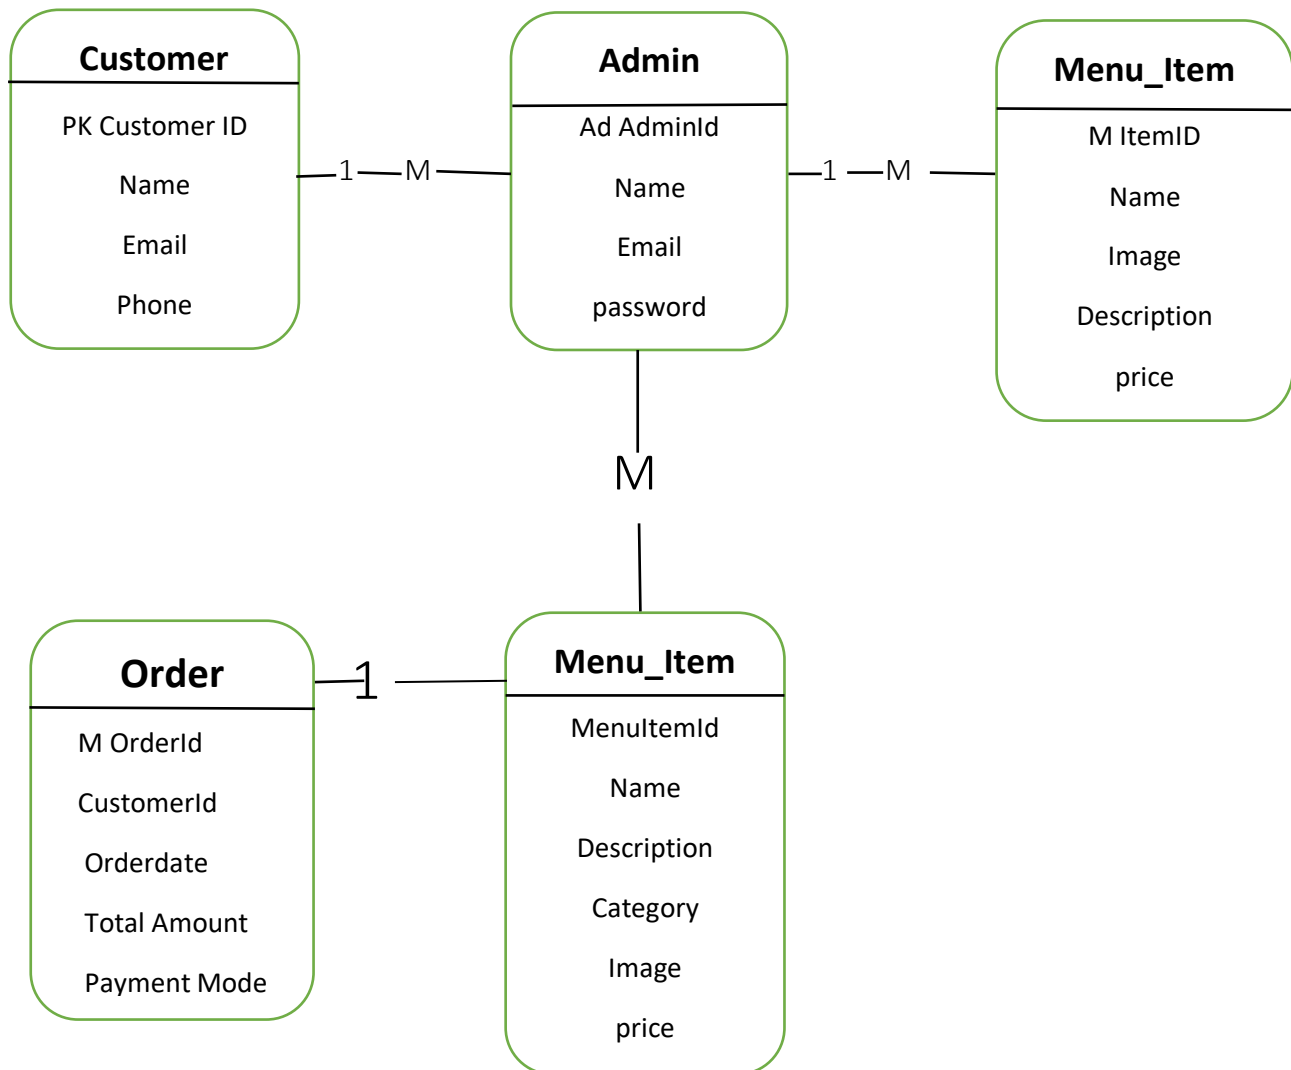 Customer
PK Customer ID
Name
Email
Phone
1
M
Admin
Ad AdminId
Name
Email
password
1
M
Menu_Item
M ItemID
Name
Image
Description
price
M
Order
M OrderId
CustomerId
Orderdate
Total Amount
Payment Mode
1
Menu_Item
MenuItemId
Name
Description
Category
Image
price